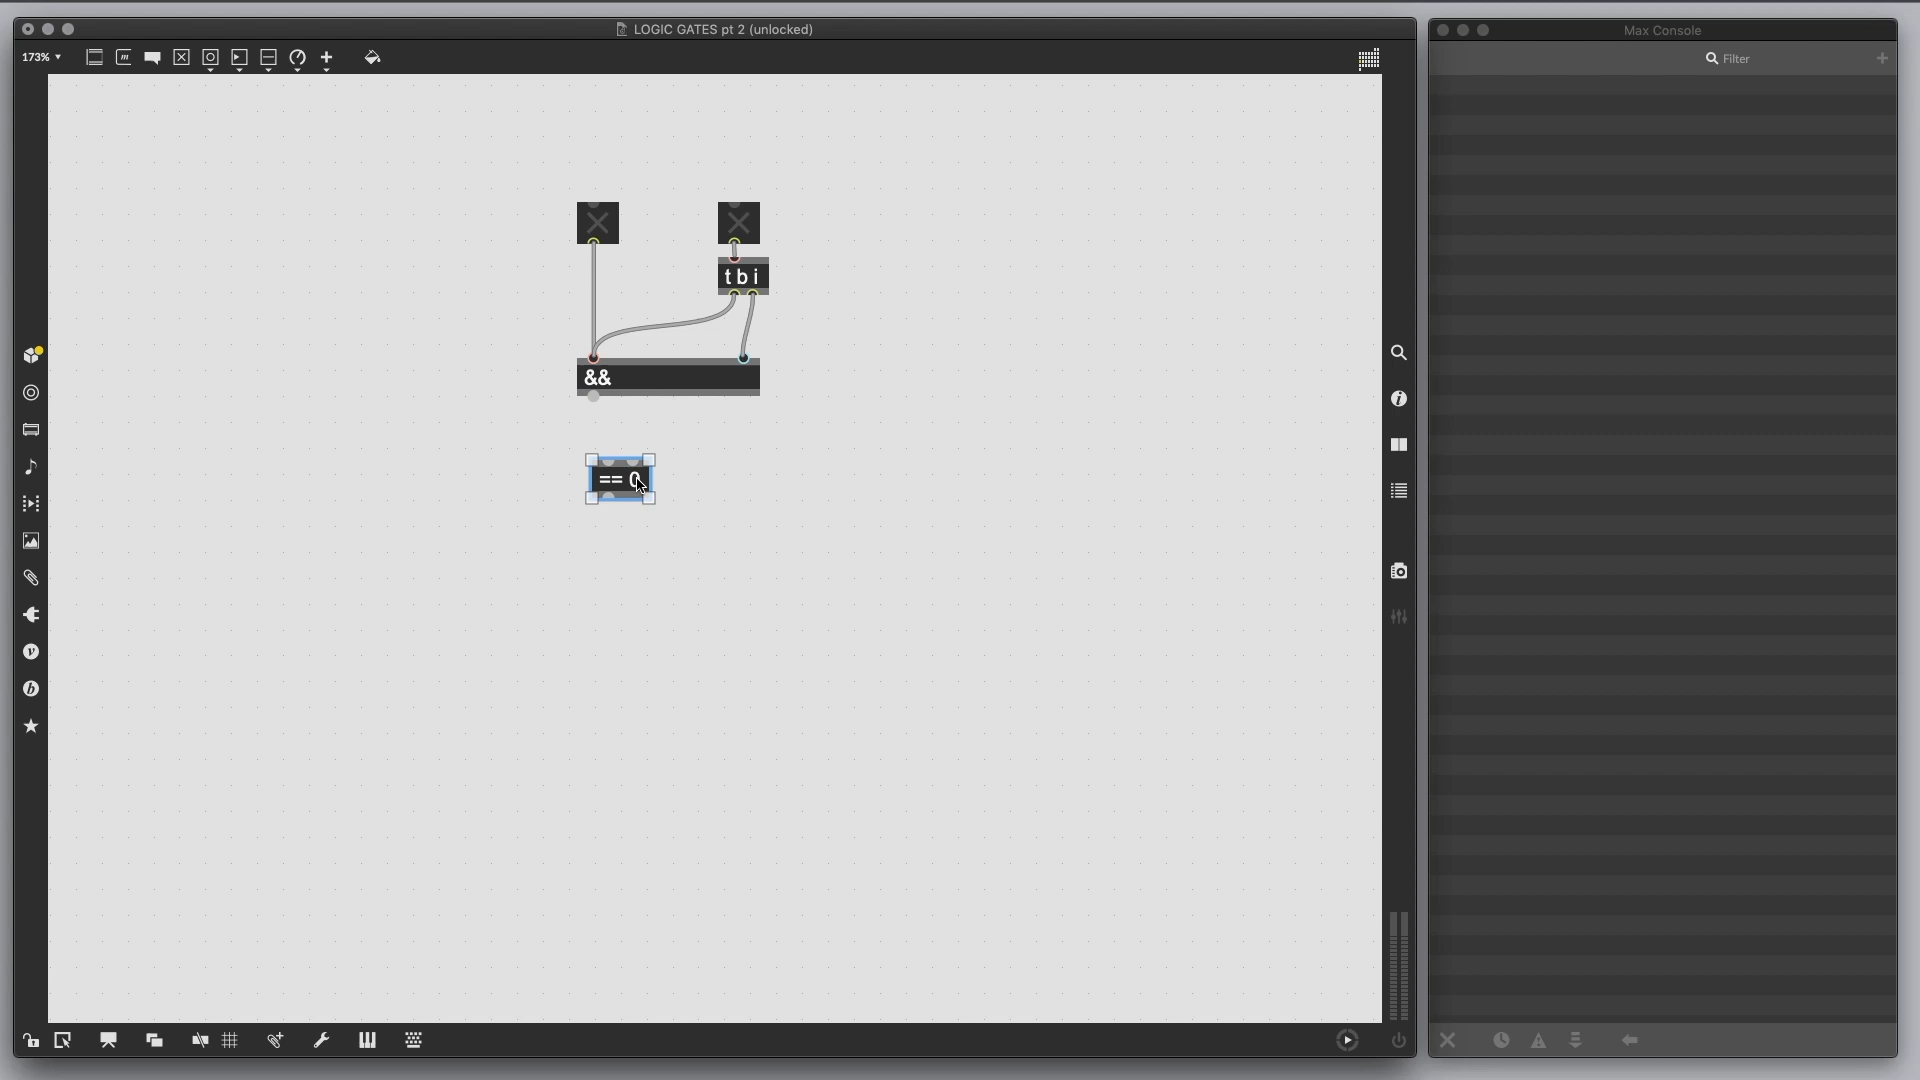 LOGIC GATES pt 2 (unlocked)
Max Console
173%
Filter
t b i
&&
== 0